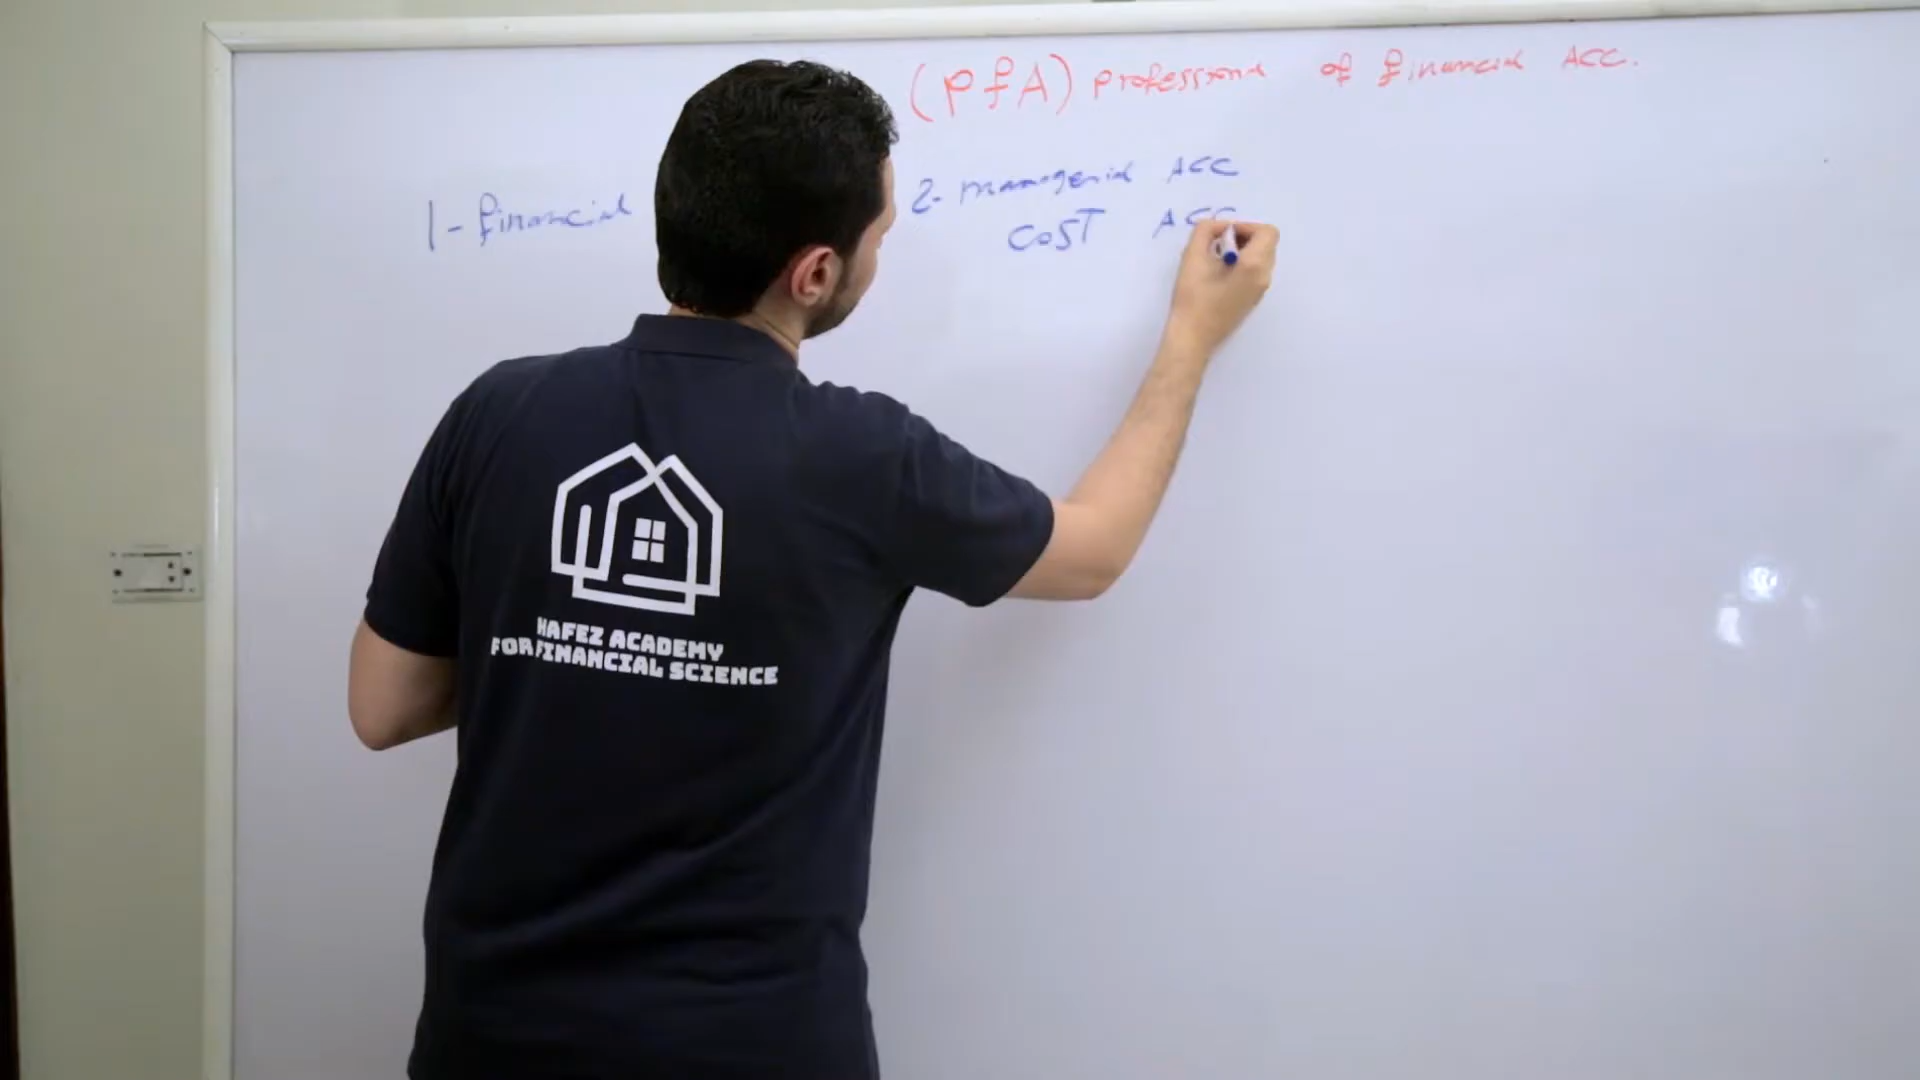 (PFA) professional of financial ACC.
1- financial
2- managerial ACC
COST ACC
HAFEZ ACADEMY
FOR FINANCIAL SCIENCE